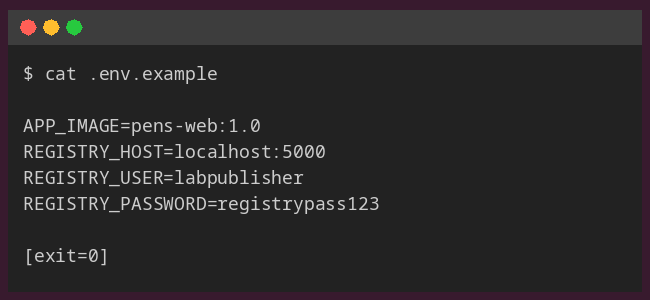 $ cat .env.example
APP_IMAGE=pens-web:1.0
REGISTRY_HOST=localhost:5000
REGISTRY_USER=labpublisher
REGISTRY_PASSWORD=registrypass123
[exit=0]